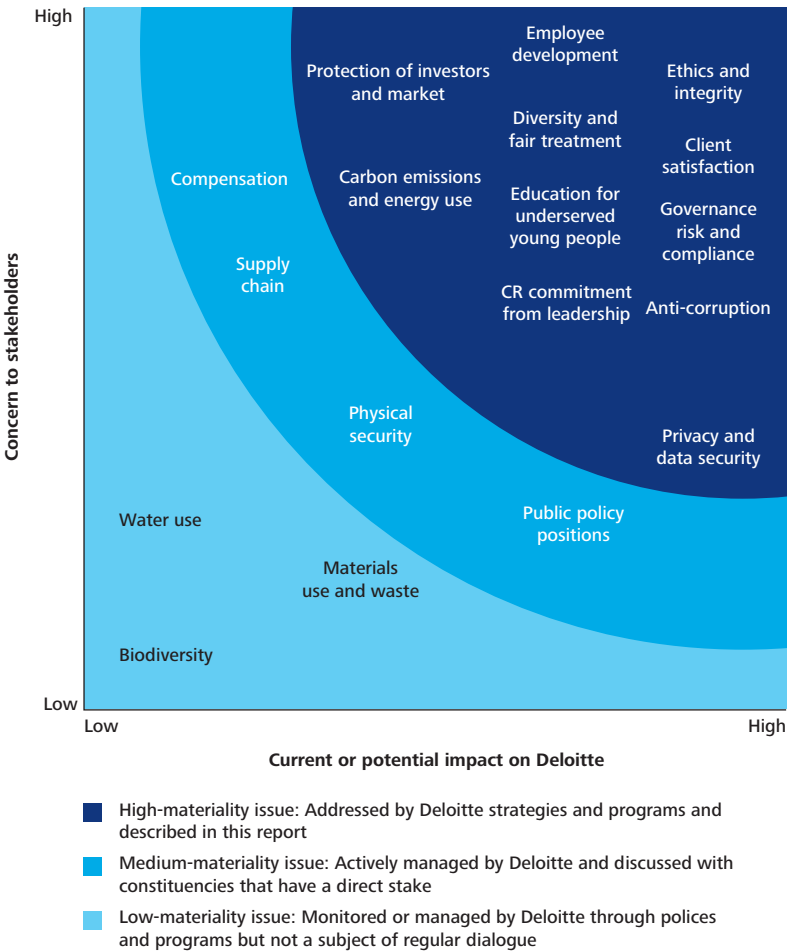 High
Employee
development
Protection of investors
and market
Ethics and
integrity
Diversity and
fair treatment
Client
satisfaction
Compensation
Carbon emissions
and energy use
Education for
underserved
young people
Governance
risk and
compliance
Supply
chain
CR commitment
from leadership
Anti-corruption
Concern to stakeholders
Physical
security
Privacy and
data security
Water use
Public policy
positions
Materials
use and waste
Biodiversity
Low
Low
High
Current or potential impact on Deloitte
High-materiality issue: Addressed by Deloitte strategies and programs and
described in this report
Medium-materiality issue: Actively managed by Deloitte and discussed with
constituencies that have a direct stake
Low-materiality issue: Monitored or managed by Deloitte through polices
and programs but not a subject of regular dialogue